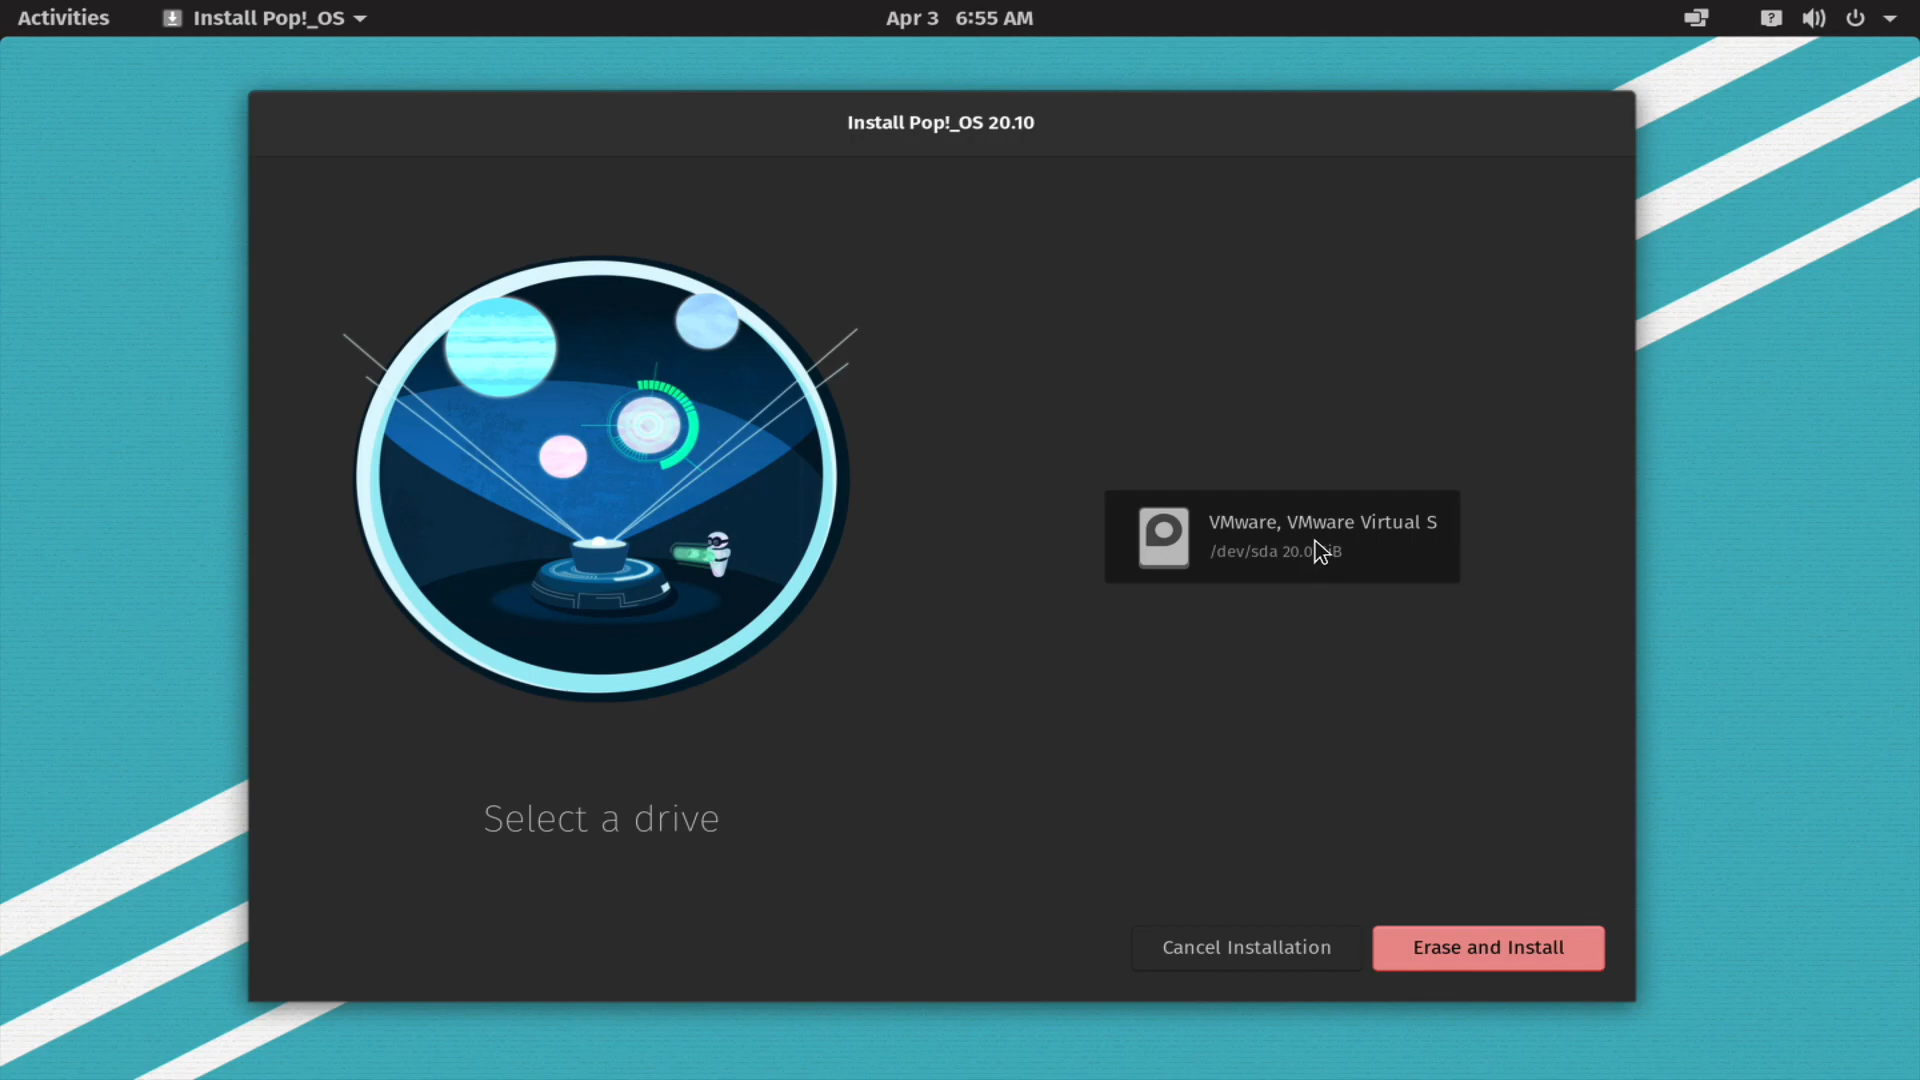 Activities
Install Pop!_OS
Apr 3 6:55 AM
Install Pop!_OS 20.10
VMware, VMware Virtual S
/dev/sda
Select a drive
Cancel Installation
Erase and Install